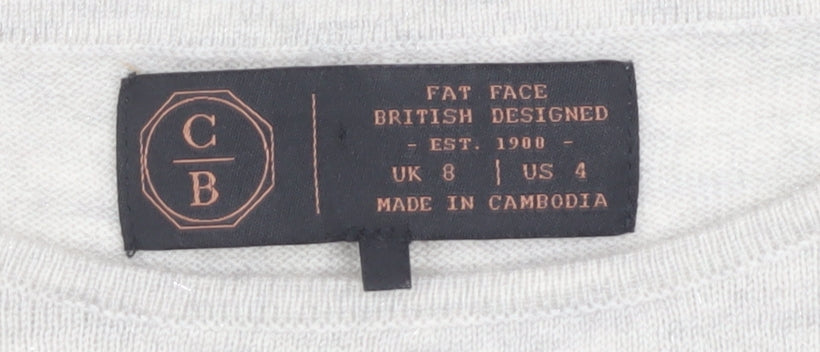 C
B
FAT FACE
BRITISH DESIGNED
- EST. 1988 -
UK 8 | US 4
MADE IN CAMBODIA